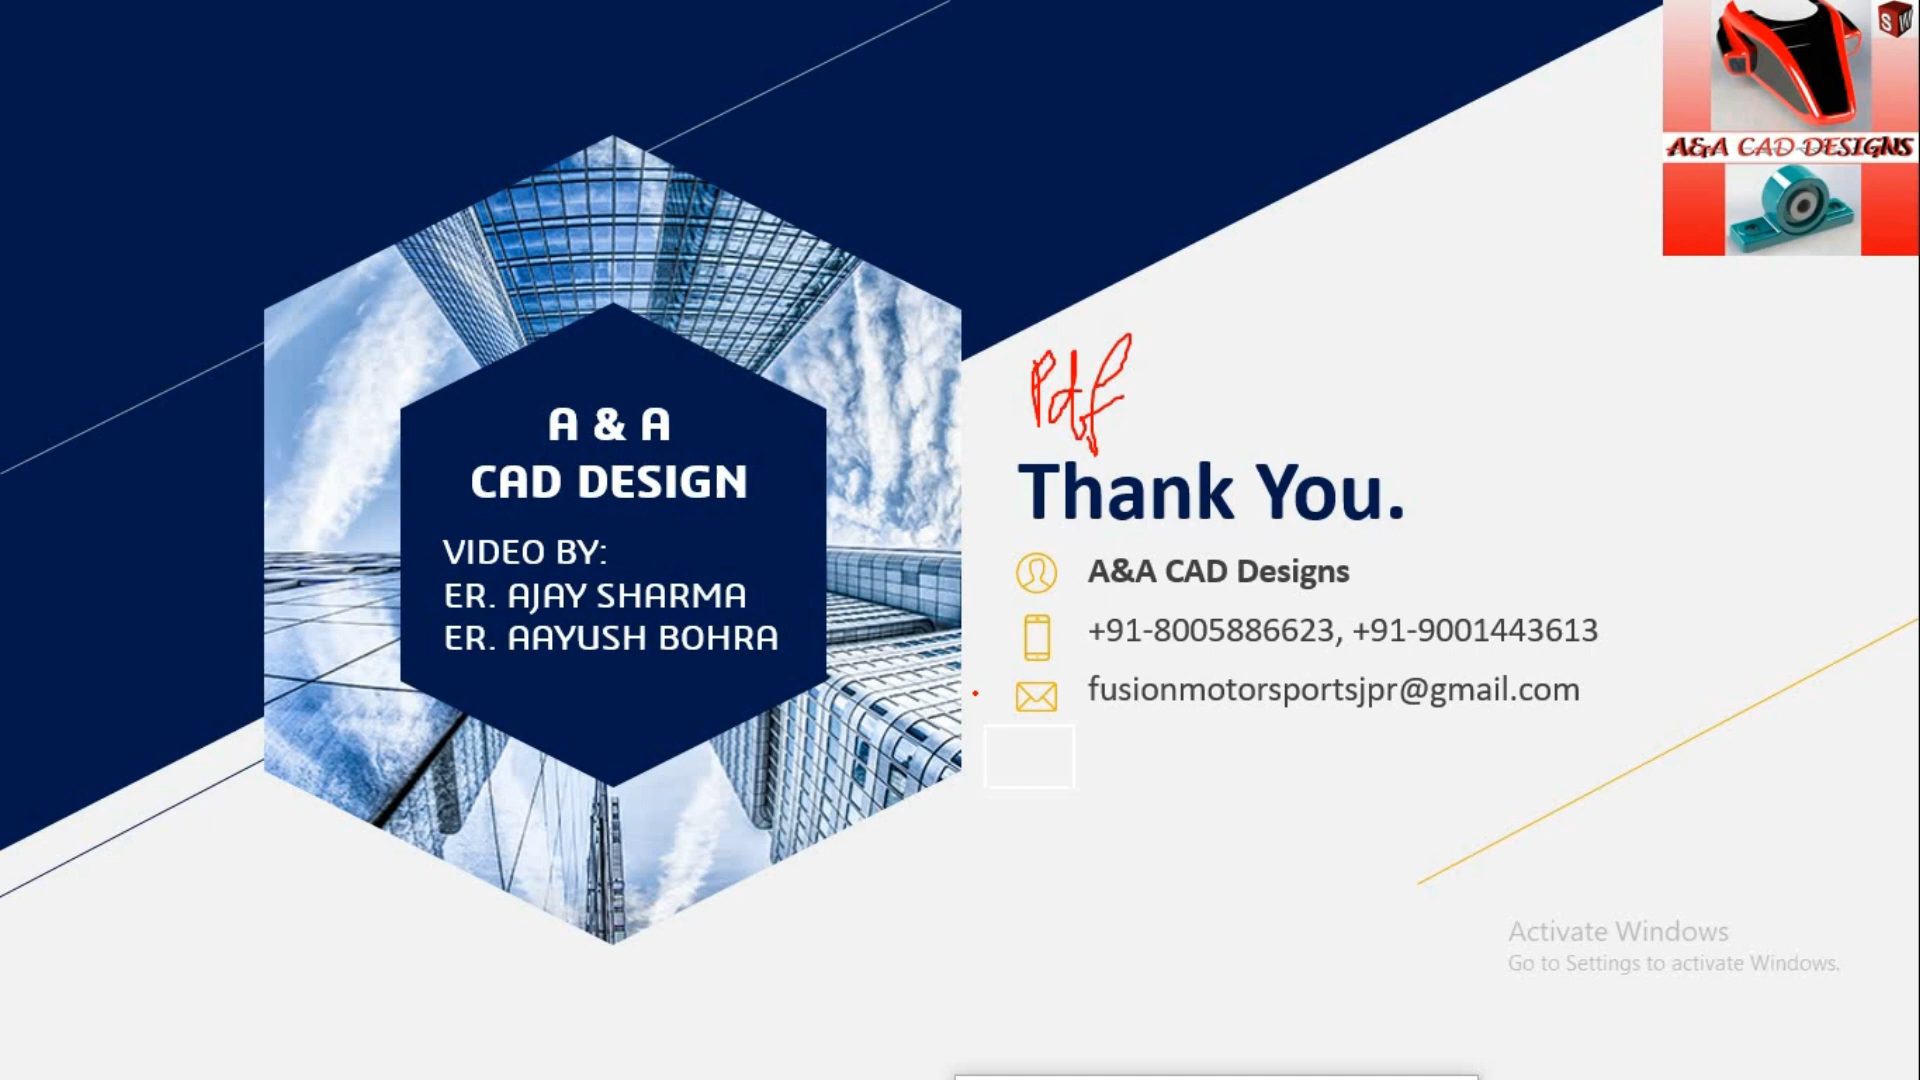 SW
A&A CAD DESIGNS
Pdf
A & A
CAD DESIGN
VIDEO BY:
ER. AJAY SHARMA
ER. AAYUSH BOHRA
Thank You.
A&A CAD Designs
+91-8005886623, +91-9001443613
fusionmotorsportsjpr@gmail.com
Activate Windows
Go to Settings to activate Windows.